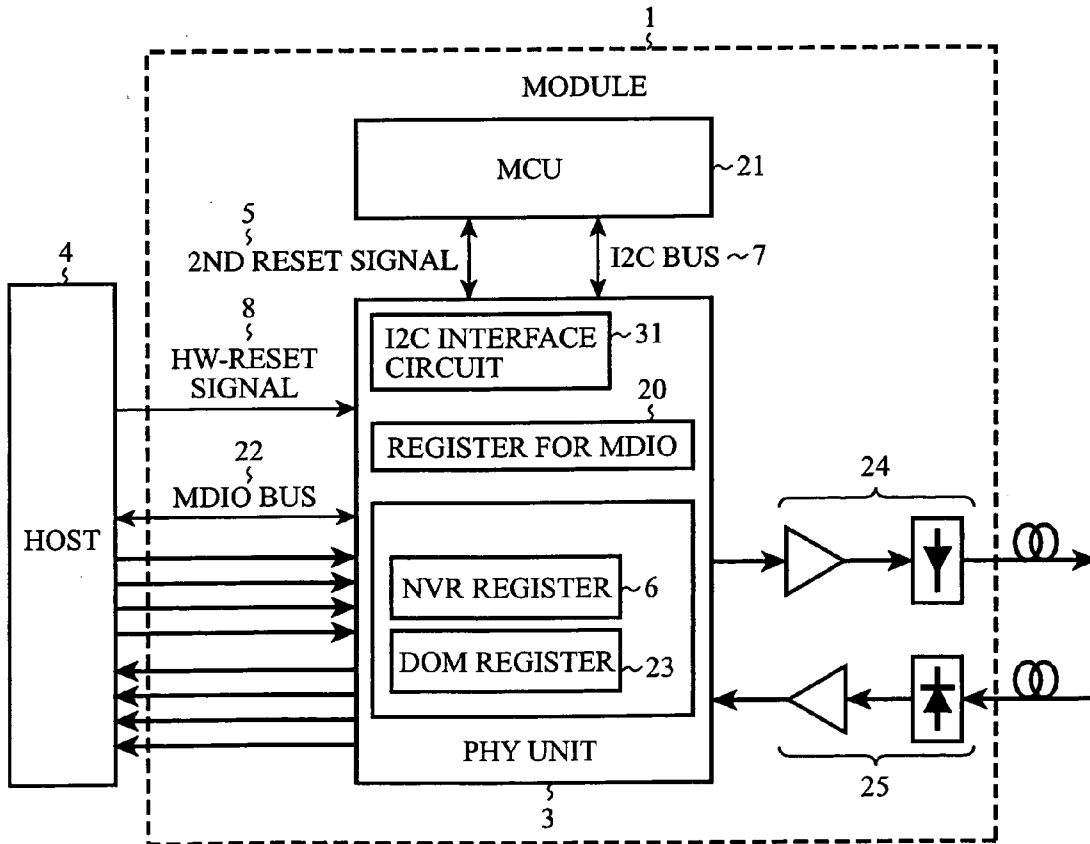 1
MODULE
MCU
21
5
2ND RESET SIGNAL
I2C BUS ~7
4
8
HW-RESET
SIGNAL
I2C INTERFACE
CIRCUIT
31
20
REGISTER FOR MDIO
22
MDIO BUS
24
HOST
NVR REGISTER
6
DOM REGISTER
23
PHY UNIT
25
3